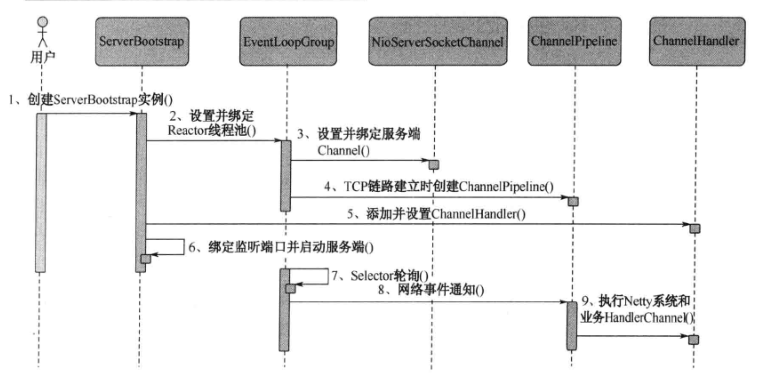 ServerBootstrap
EventLoopGroup
NioServerSocketChannel
ChannelPipeline
ChannelHandler
用户
1、创建ServerBootstrap实例()
2、设置并绑定
Reactor线程池()
3、设置并绑定服务端
Channel()
4、TCP链路建立时创建ChannelPipeline()
5、添加并设置ChannelHandler()
6、绑定监听端口并启动服务端()
7、Selector轮询()
8、网络事件通知()
9、执行Netty系统和
业务HandlerChannel()